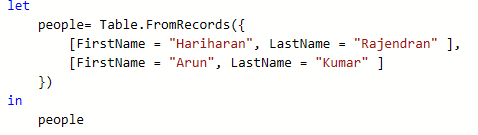 let
    people= Table.FromRecords({
        [FirstName = "Hariharan", LastName = "Rajendran" ],
        [FirstName = "Arun", LastName = "Kumar" ]
    })
in
    people